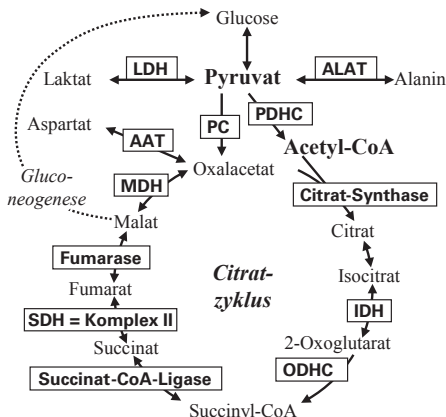 Glucose
Laktat
LDH
Pyruvat
ALAT
Alanin
PC
PDHC
Aspartat
AAT
Acetyl-CoA
Oxalacetat
Gluco-
neogenese
MDH
Citrat-Synthase
Malat
Citrat
Fumarase
Citrat-
zyklus
Isocitrat
Fumarat
IDH
SDH = Komplex II
2-Oxoglutarat
Succinat
ODHC
Succinat-CoA-Ligase
Succinyl-CoA